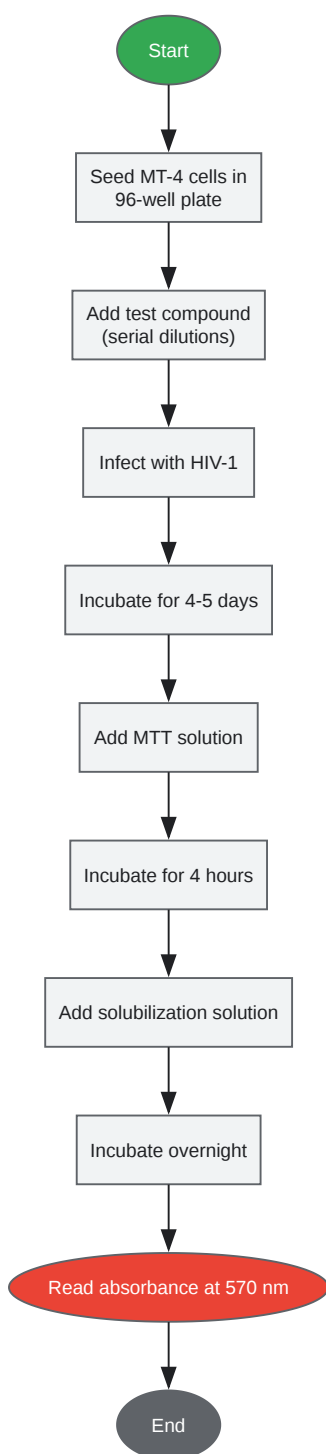 Start
Seed MT-4 cells in
96-well plate
Add test compound
(serial dilutions)
Infect with HIV-1
Incubate for 4-5 days
Add MTT solution
Incubate for 4 hours
Add solubilization solution
Incubate overnight
Read absorbance at 570 nm
End